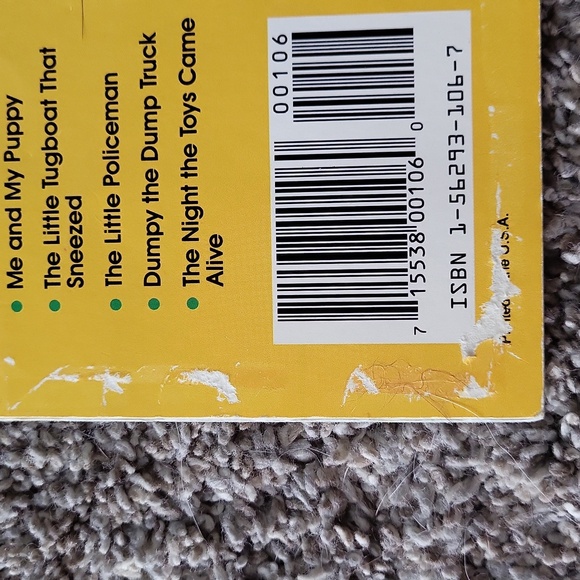 • Me and My Puppy
• The Little Tugboat That
Sneezed
• The Little Policeman
• Dumpy the Dump Truck
• The Night the Toys Came
Alive
00106
7 15538 00106 0
ISBN 1-56293-106-7
U.S.A.